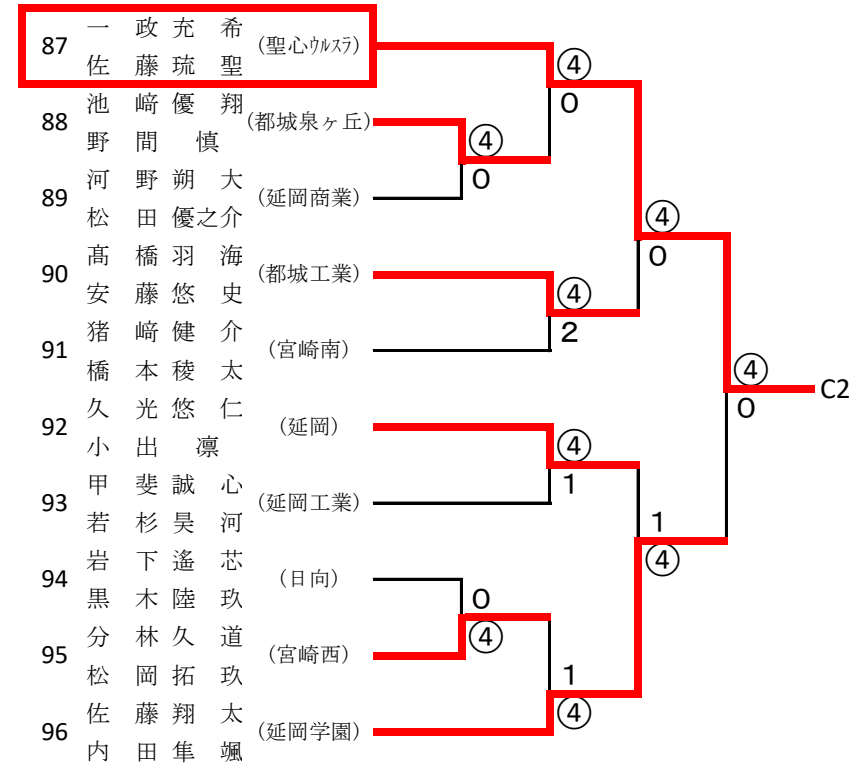 一政充希
87 (聖心ウルスラ)
佐藤琉聖
④
0
池﨑優翔
88 (都城泉ヶ丘)
野間慎
④
0
河野朔大
89 (延岡商業)
松田優之介
④
0
髙橋羽海
90 (都城工業)
安藤悠史
④
2
猪﨑健介
91 (宮崎南)
橋本稜太
④
0
C2
久光悠仁
92 (延岡)
小出凛
④
1
甲斐誠心
93 (延岡工業)
若杉昊河
1
④
岩下遙芯
94 (日向)
黒木陸玖
0
④
分林久道
95 (宮崎西)
松岡拓玖
1
④
佐藤翔太
96 (延岡学園)
内田隼颯